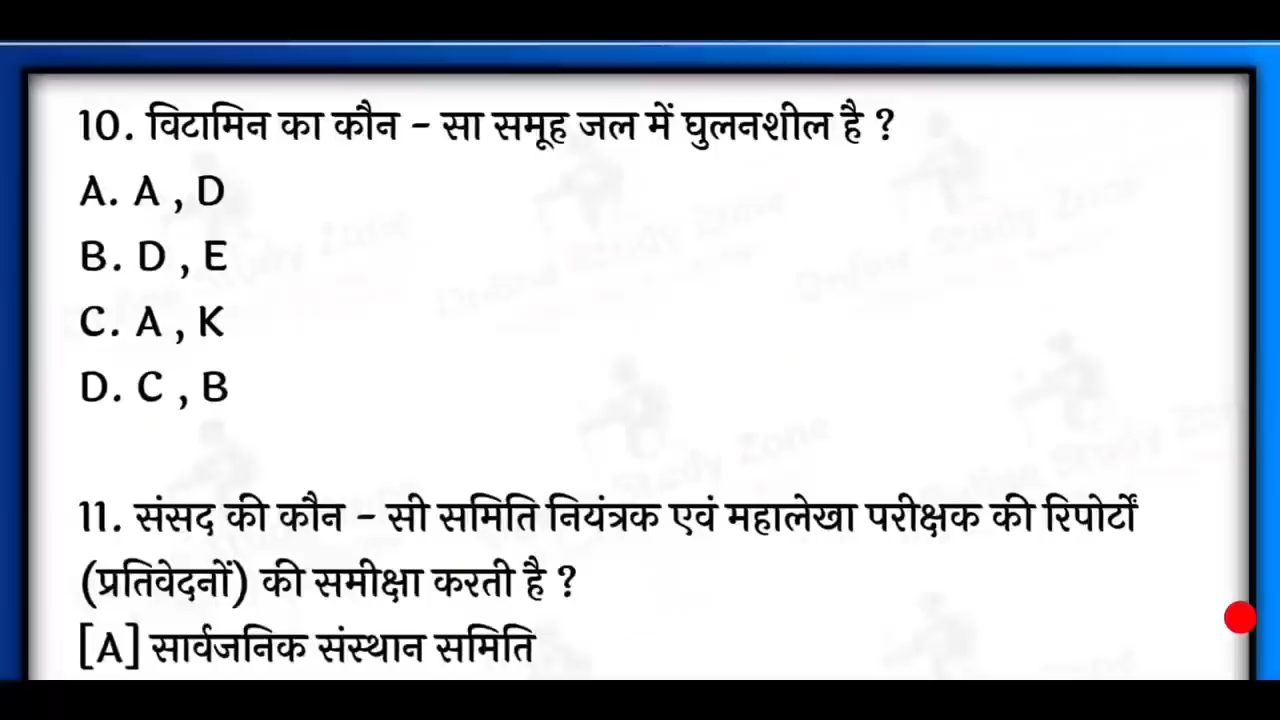 10. विटामिन का कौन - सा समूह जल में घुलनशील है ?
A. A , D
B. D , E
C. A , K
D. C , B
11. संसद की कौन - सी समिति नियंत्रक एवं महालेखा परीक्षक की रिपोर्टों
(प्रतिवेदनों) की समीक्षा करती है ?
[A] सार्वजनिक संस्थान समिति